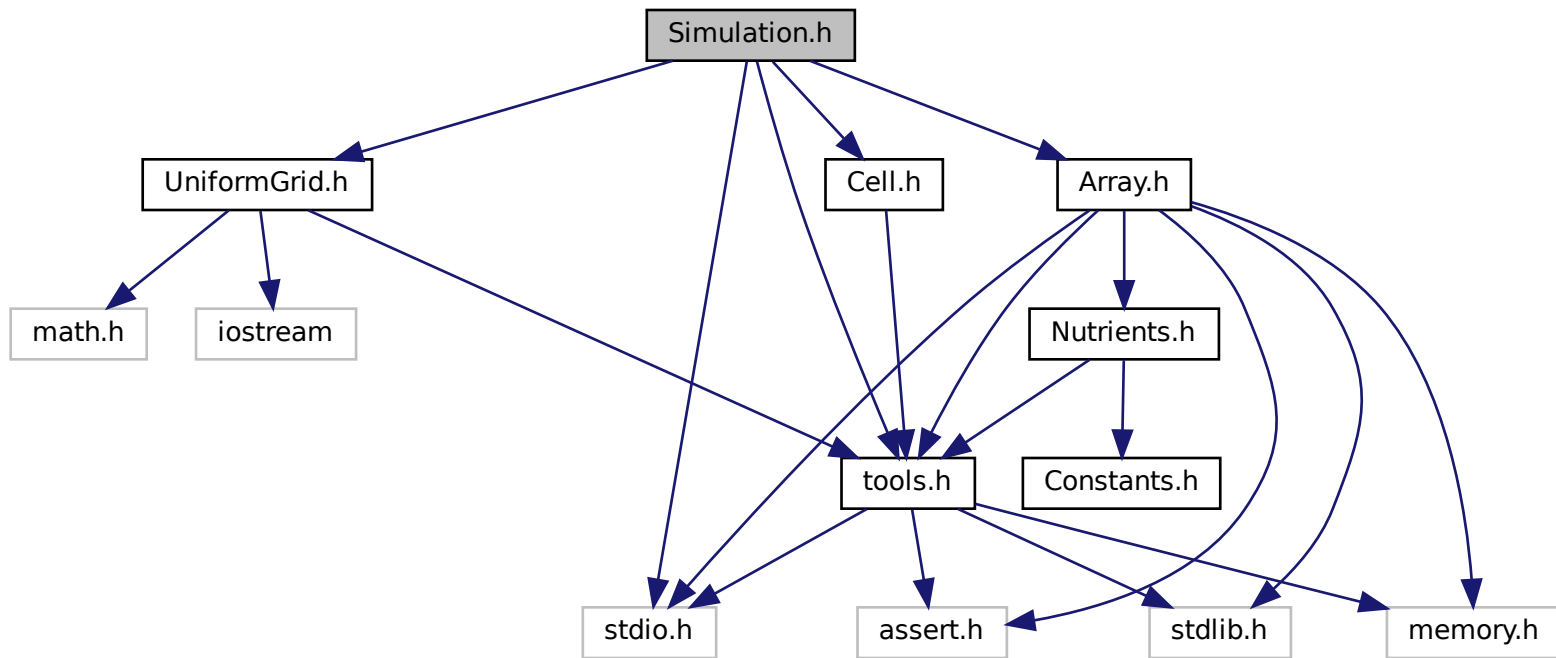 Simulation.h
UniformGrid.h
Cell.h
Array.h
math.h
iostream
Nutrients.h
tools.h
Constants.h
stdio.h
assert.h
stdlib.h
memory.h